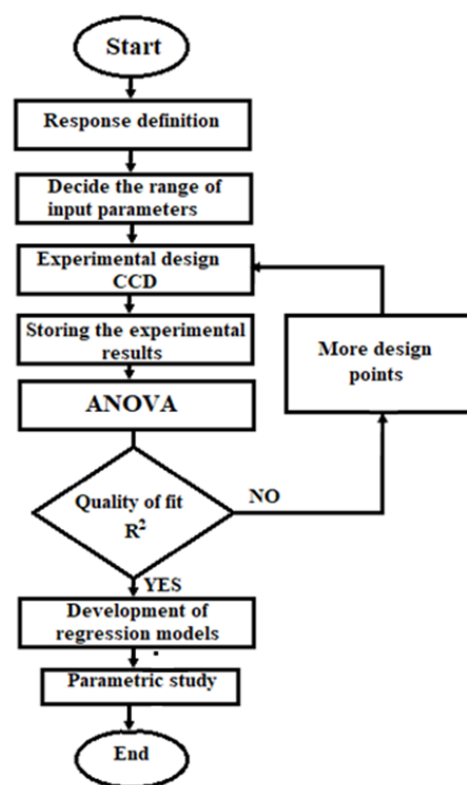 Start
Response definition
Decide the range of
input parameters
Experimental design
CCD
Storing the experimental
results
More design
points
ANOVA
Quality of fit
R²
NO
YES
Development of
regression models
Parametric study
End